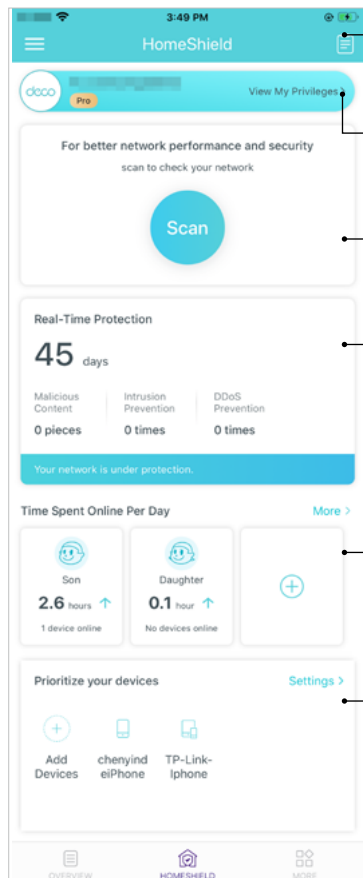 3:49 PM
HomeShield
deco
Pro
View My Privileges >
For better network performance and security
scan to check your network
Scan
Real-Time Protection
45 days
Malicious Content
Intrusion Prevention
DDoS Prevention
0 pieces
0 times
0 times
Your network is under protection.
Time Spent Online Per Day
More >
Son
Daughter
2.6 hours ↑
0.1 hour ↑
1 device online
No devices online
Prioritize your devices
Settings >
Add Devices
chenyind eiPhone
TP-Link-Iphone
OVERVIEW
HOMESHIELD
MORE